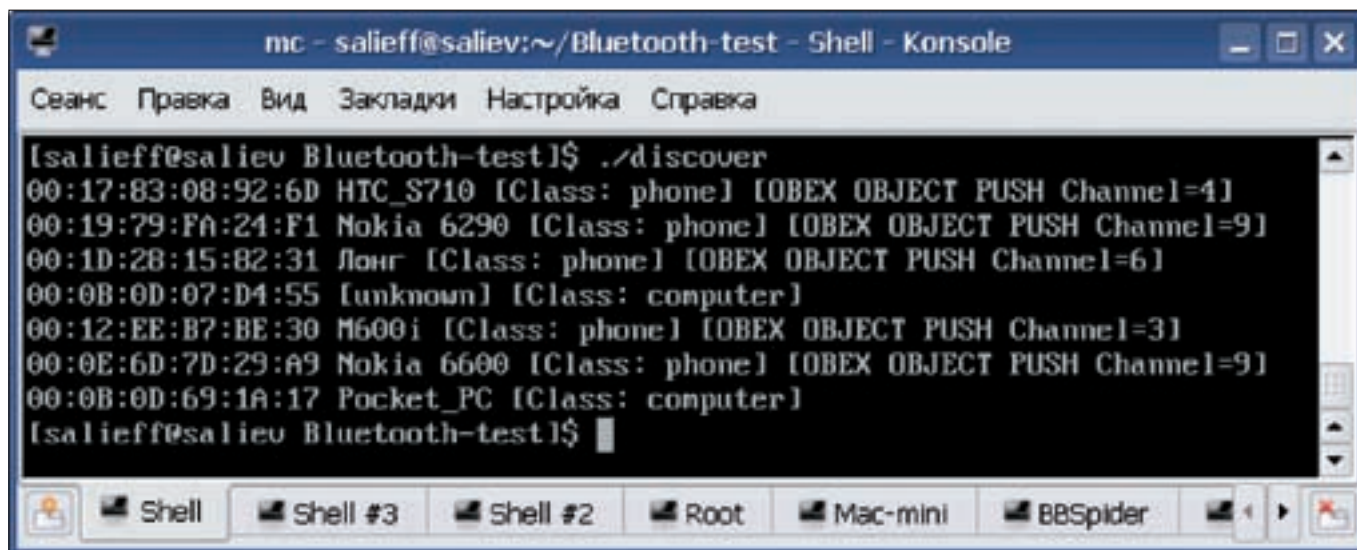 mc - salieff@saliev:~/Bluetooth-test - Shell - Konsole
Сеанс Правка Вид Закладки Настройка Справка
[salieff@saliev Bluetooth-test]$ ./discover
00:17:83:08:92:6D HTC_S710 [Class: phone] [OBEX OBJECT PUSH Channel=4]
00:19:79:FA:24:F1 Nokia 6290 [Class: phone] [OBEX OBJECT PUSH Channel=9]
00:1D:28:15:82:31 Лонг [Class: phone] [OBEX OBJECT PUSH Channel=6]
00:0B:0D:07:D4:55 [unknown] [Class: computer]
00:12:EE:B7:BE:30 M600i [Class: phone] [OBEX OBJECT PUSH Channel=3]
00:0E:6D:7D:29:A9 Nokia 6600 [Class: phone] [OBEX OBJECT PUSH Channel=9]
00:0B:0D:69:1A:17 Pocket_PC [Class: computer]
[salieff@saliev Bluetooth-test]$
Shell Shell #3 Shell #2 Root Mac-mini BBSpider